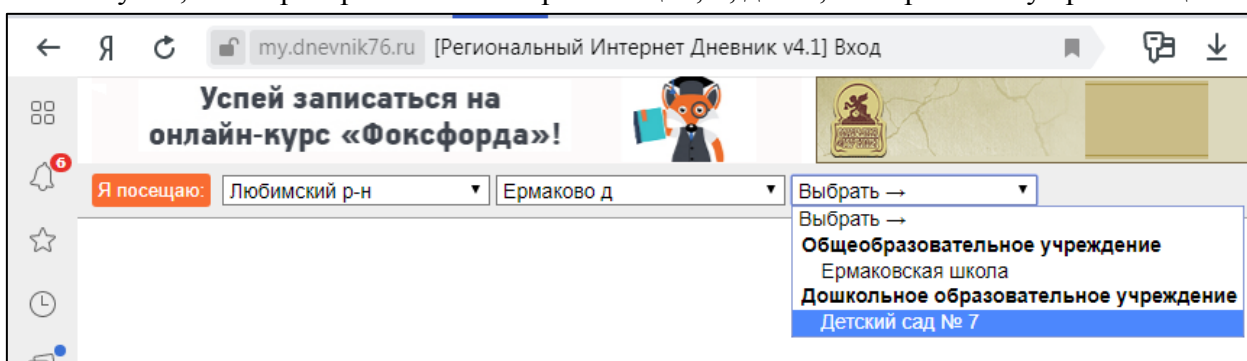 my.dnevnik76.ru [Региональный Интернет Дневник v4.1] Вход
Успей записаться на
онлайн-курс «Фоксфорда»!
6
Я посещаю: Любимский р-н Ермаково д Выбрать →
Выбрать →
Общеобразовательное учреждение
Ермаковская школа
Дошкольное образовательное учреждение
Детский сад № 7